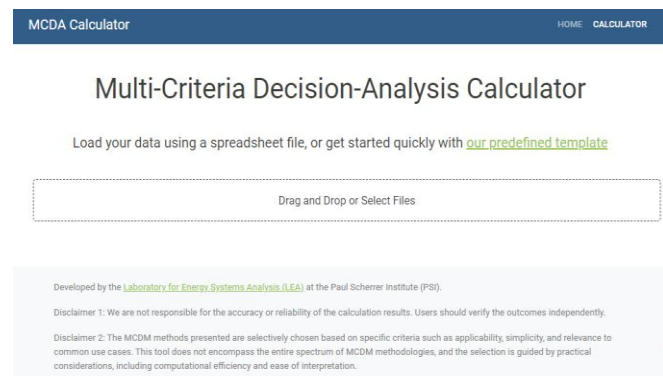 MCDA Calculator HOME CALCULATOR
Multi-Criteria Decision-Analysis Calculator
Load your data using a spreadsheet file, or get started quickly with our predefined template
Drag and Drop or Select Files
Developed by the Laboratory for Energy Systems Analysis (LEA) at the Paul Scherrer Institute (PSI).
Disclaimer 1: We are not responsible for the accuracy or reliability of the calculation results. Users should verify the outcomes independently.
Disclaimer 2: The MCDM methods presented are selectively chosen based on specific criteria such as applicability, simplicity, and relevance to
common use cases. This tool does not encompass the entire spectrum of MCDM methodologies, and the selection is guided by practical
considerations, including computational efficiency and ease of interpretation.